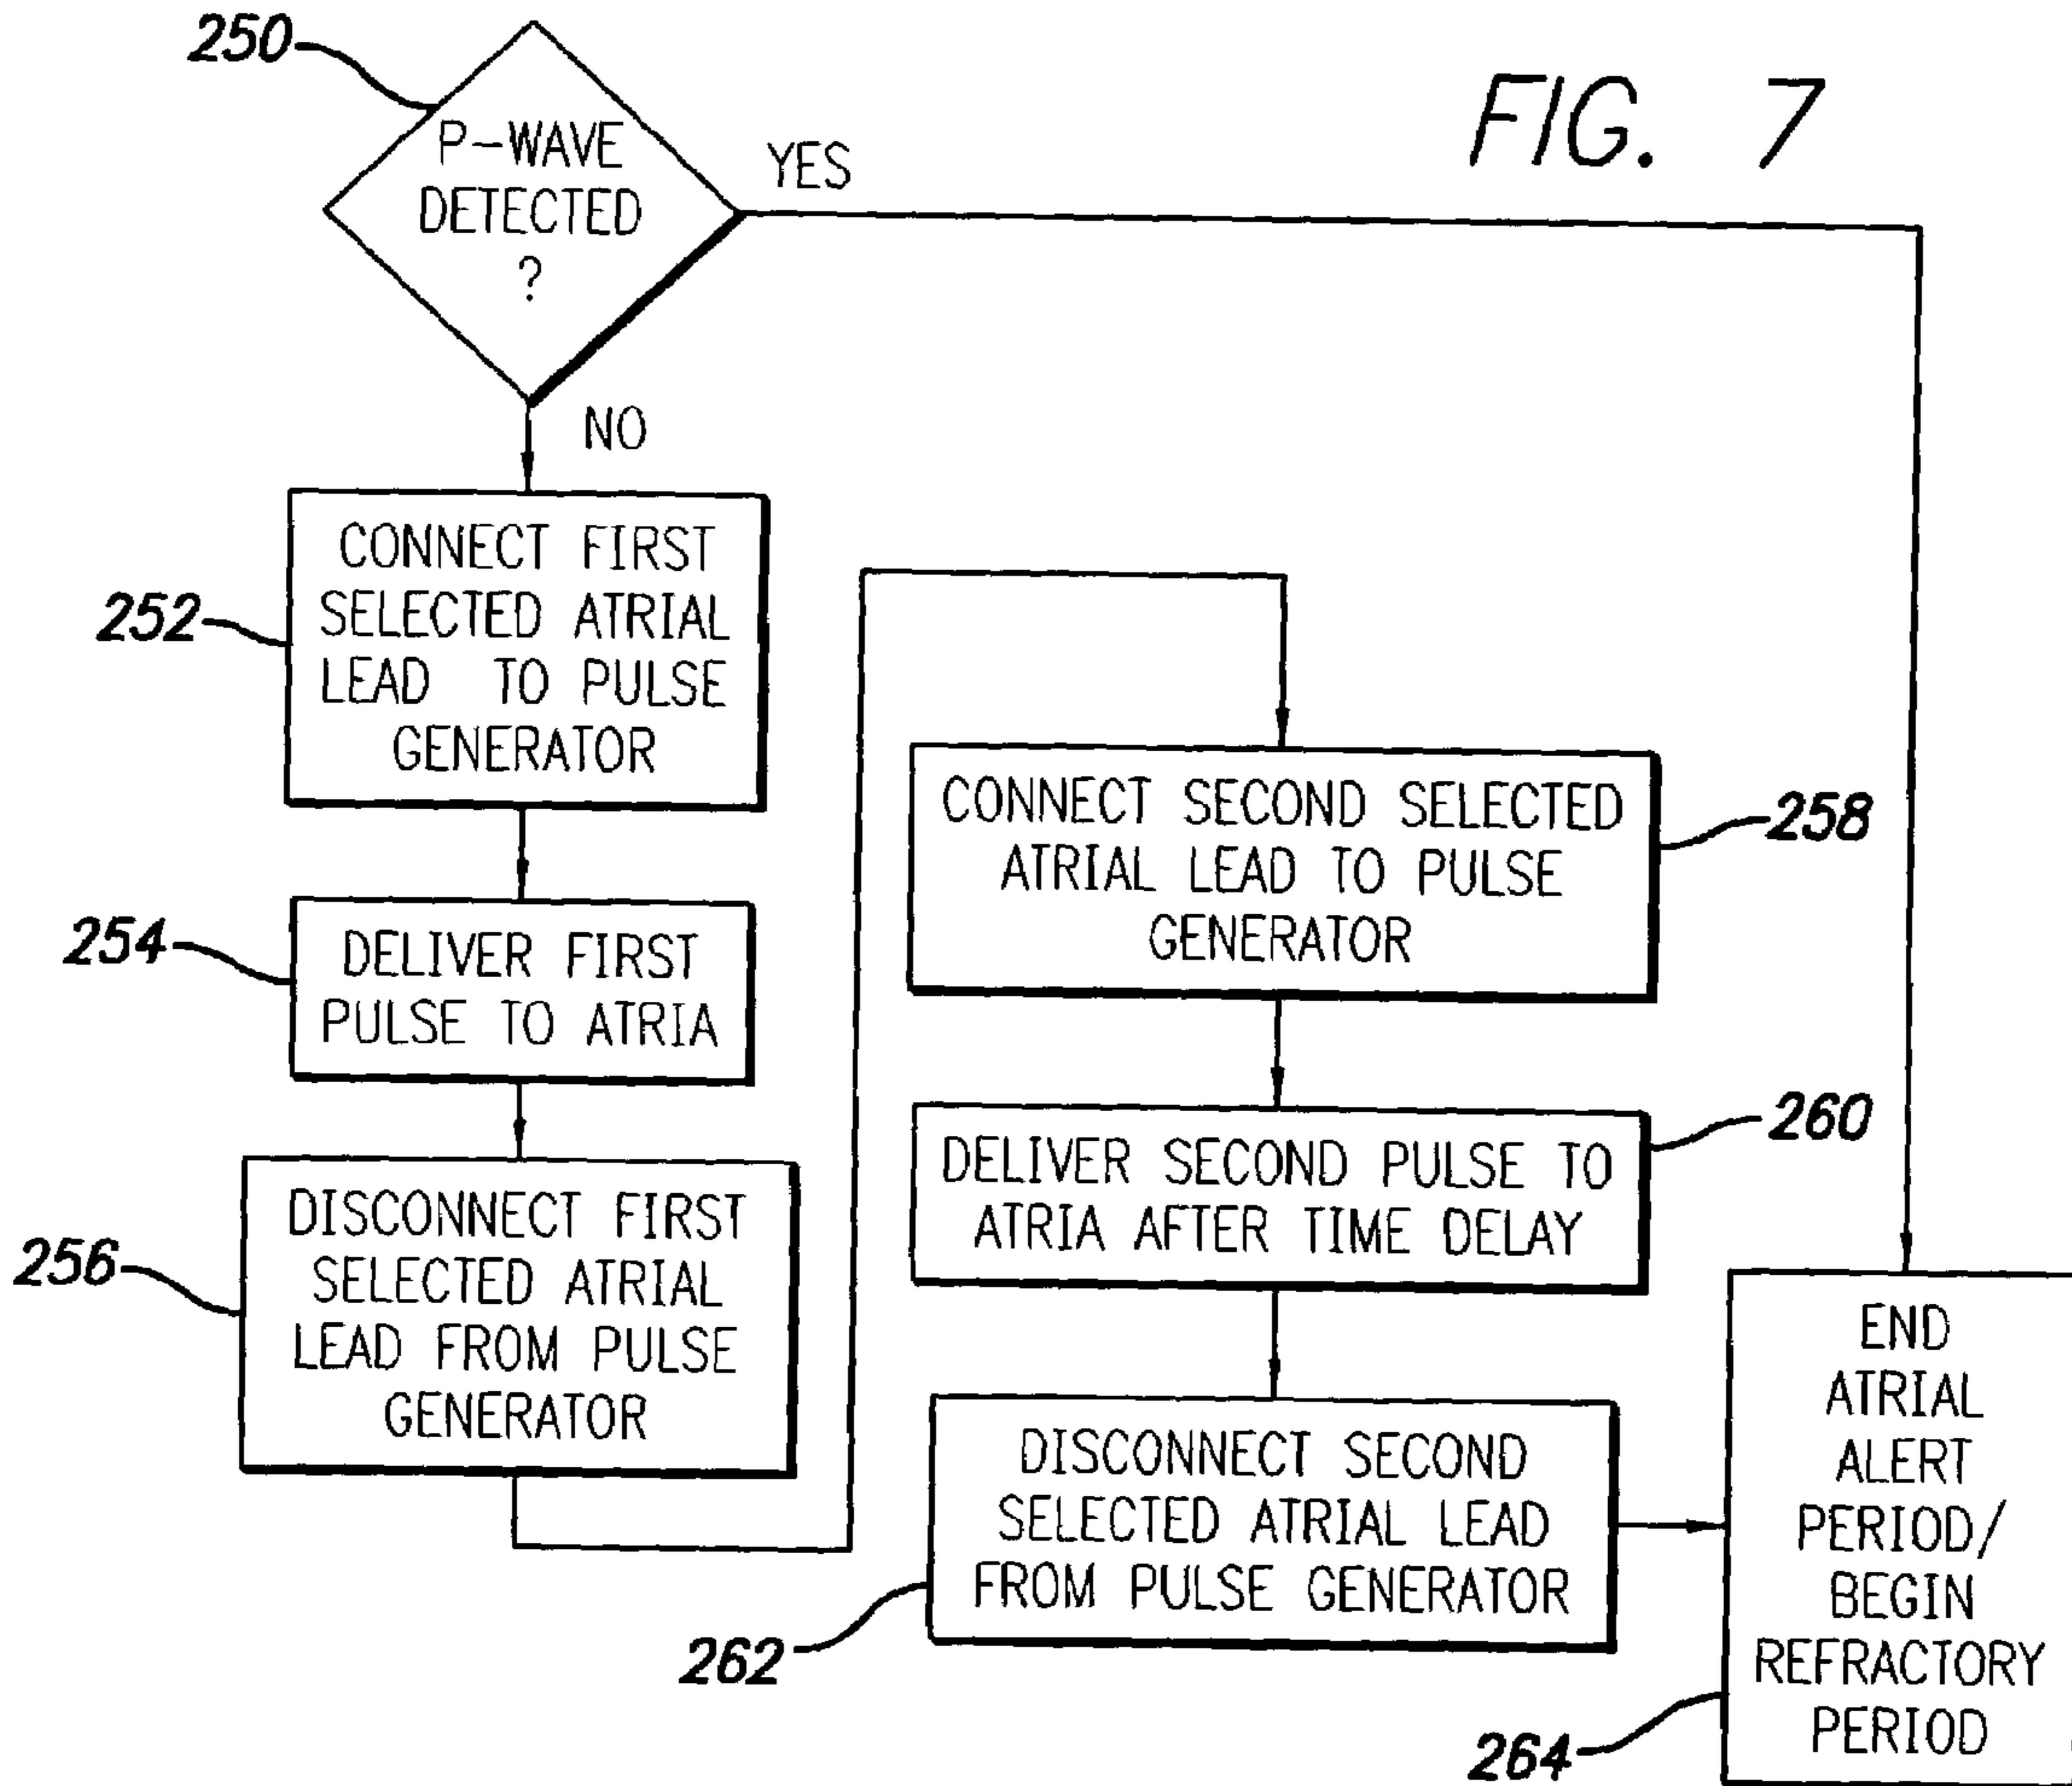 FIG. 7
250
P-WAVE
DETECTED
?
YES
NO
252
CONNECT FIRST
SELECTED ATRIAL
LEAD TO PULSE
GENERATOR
254
DELIVER FIRST
PULSE TO ATRIA
256
DISCONNECT FIRST
SELECTED ATRIAL
LEAD FROM PULSE
GENERATOR
258
CONNECT SECOND SELECTED
ATRIAL LEAD TO PULSE
GENERATOR
260
DELIVER SECOND PULSE TO
ATRIA AFTER TIME DELAY
262
DISCONNECT SECOND
SELECTED ATRIAL LEAD
FROM PULSE GENERATOR
264
END
ATRIAL
ALERT
PERIOD/
BEGIN
REFRACTORY
PERIOD